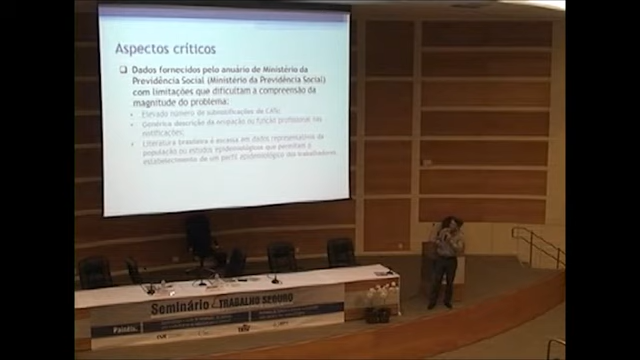 Aspectos críticos
Dados fornecidos pelo anuário de Ministério da
Previdência Social (Ministério da Previdência Social)
com limitações que dificultam a compreensão da
magnitude do problema:
Elevado número de subnotificações de CATs;
Genérica descrição da ocupação ou função profissional nas
notificações;
Literatura brasileira é escassa em dados representativos da
população ou estudos epidemiológicos que permitam o
estabelecimento de um perfil epidemiológico dos trabalhadores.
Seminário TRABALHO SEGURO